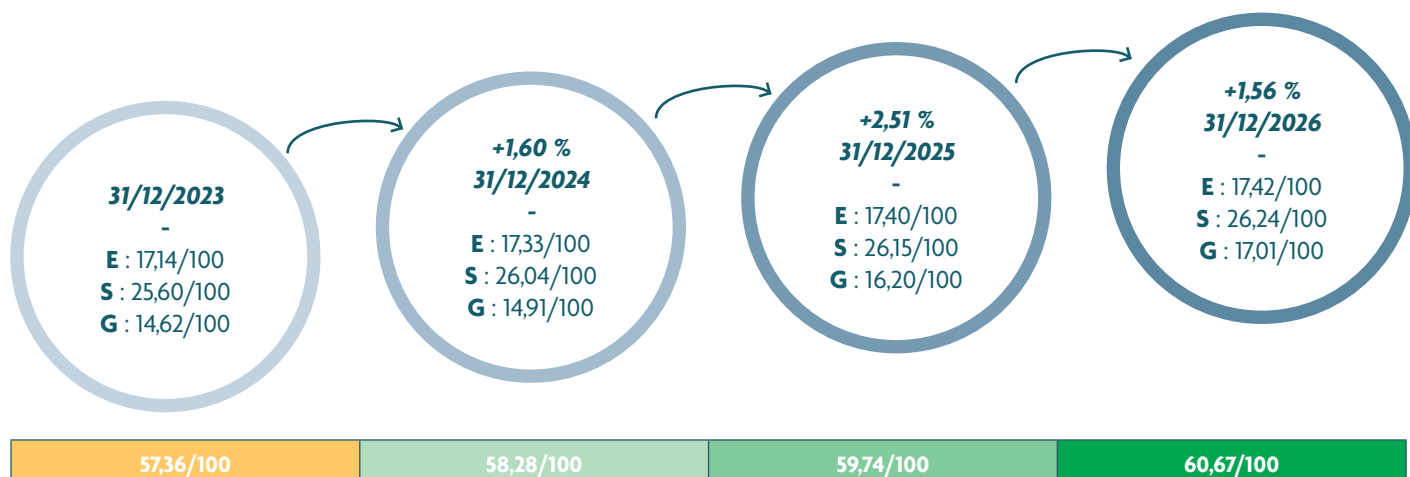 31/12/2023
-
E : 17,14/100
S : 25,60/100
G : 14,62/100
+1,60 %
31/12/2024
-
E : 17,33/100
S : 26,04/100
G : 14,91/100
+2,51 %
31/12/2025
-
E : 17,40/100
S : 26,15/100
G : 16,20/100
+1,56 %
31/12/2026
-
E : 17,42/100
S : 26,24/100
G : 17,01/100
57,36/100
58,28/100
59,74/100
60,67/100